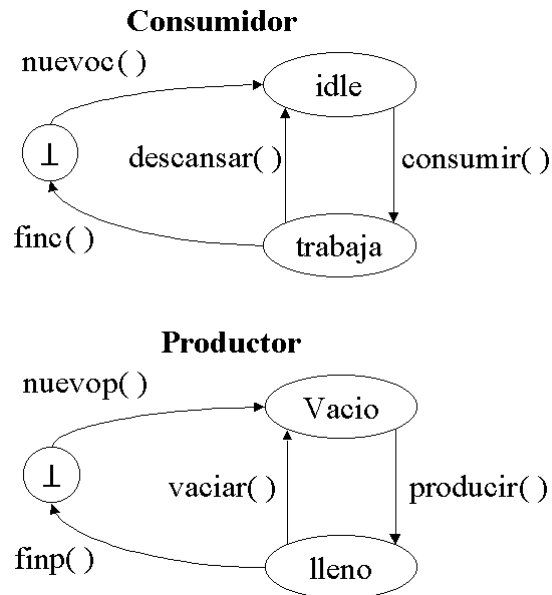 Consumidor
nuevoc( )
idle
⊥
descansar( )
consumir( )
finc( )
trabaja
Productor
nuevop( )
Vacio
⊥
vaciar( )
producir( )
finp( )
lleno